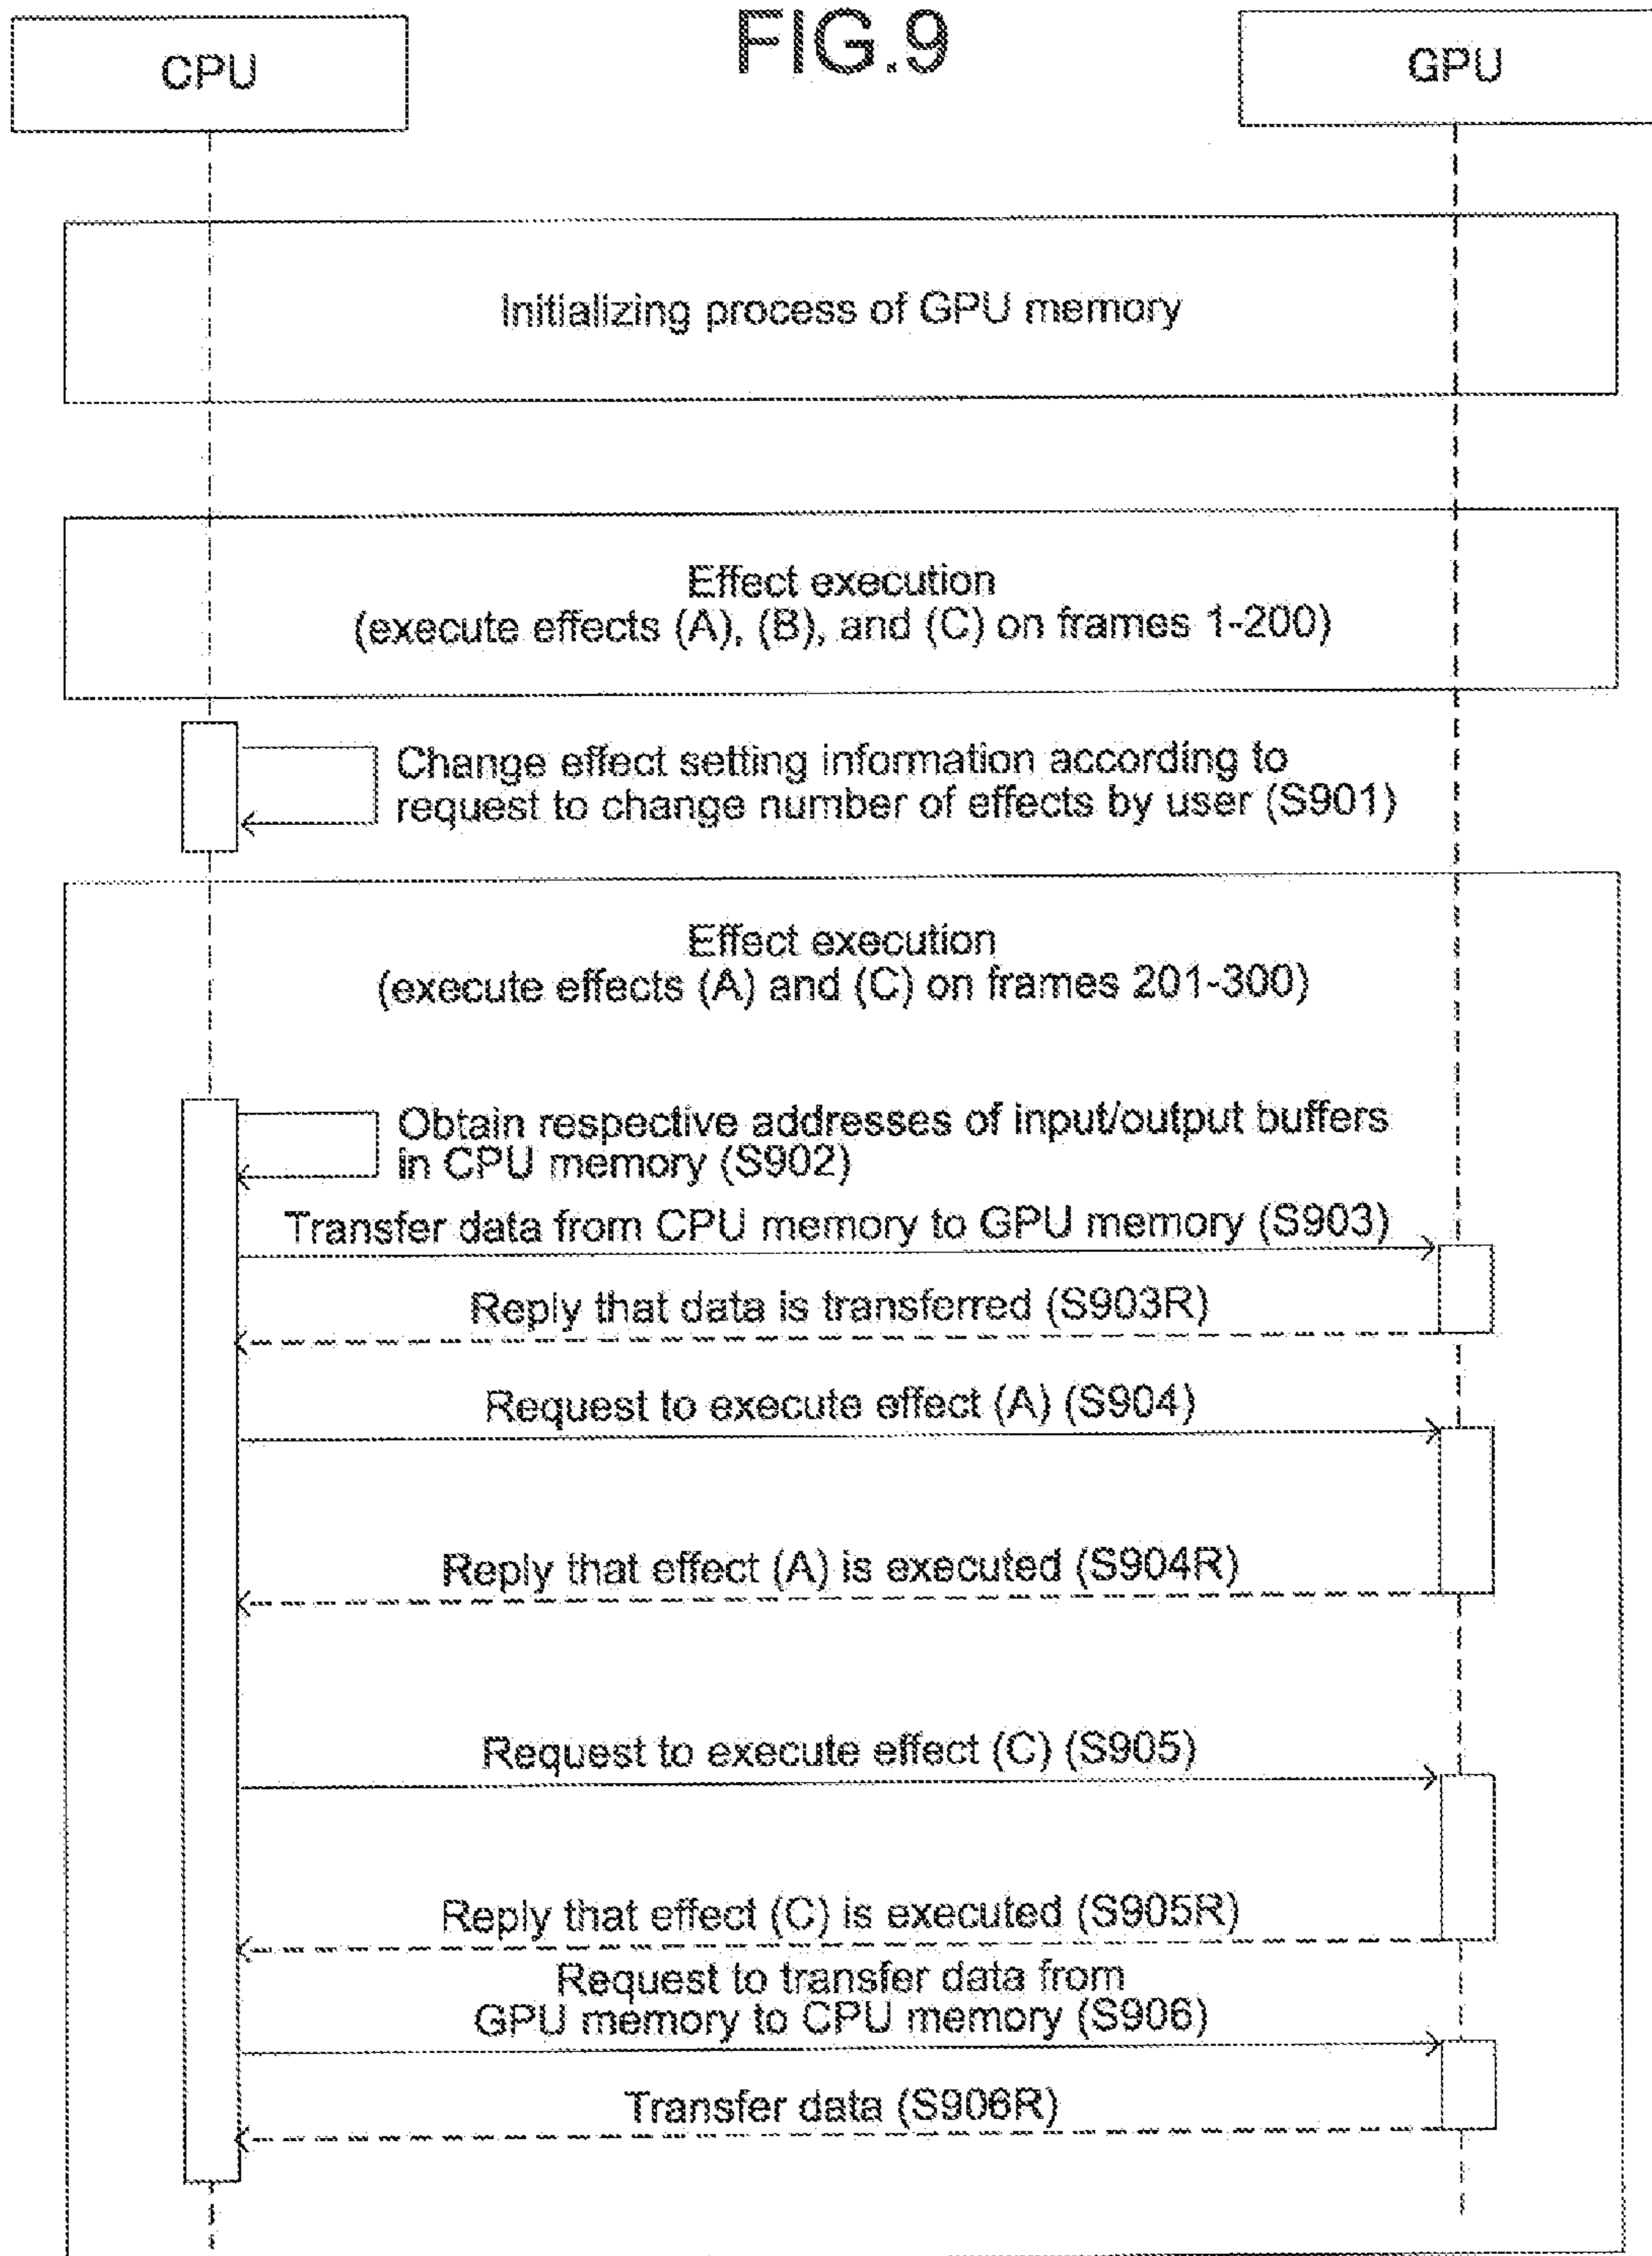 FIG.9
CPU
GPU
Initializing process of GPU memory
Effect execution
(execute effects (A), (B), and (C) on frames 1-200)
Change effect setting information according to
request to change number of effects by user (S901)
Effect execution
(execute effects (A) and (C) on frames 201-300)
Obtain respective addresses of input/output buffers
in CPU memory (S902)
Transfer data from CPU memory to GPU memory (S903)
Reply that data is transferred (S903R)
Request to execute effect (A) (S904)
Reply that effect (A) is executed (S904R)
Request to execute effect (C) (S905)
Reply that effect (C) is executed (S905R)
Request to transfer data from
GPU memory to CPU memory (S906)
Transfer data (S906R)